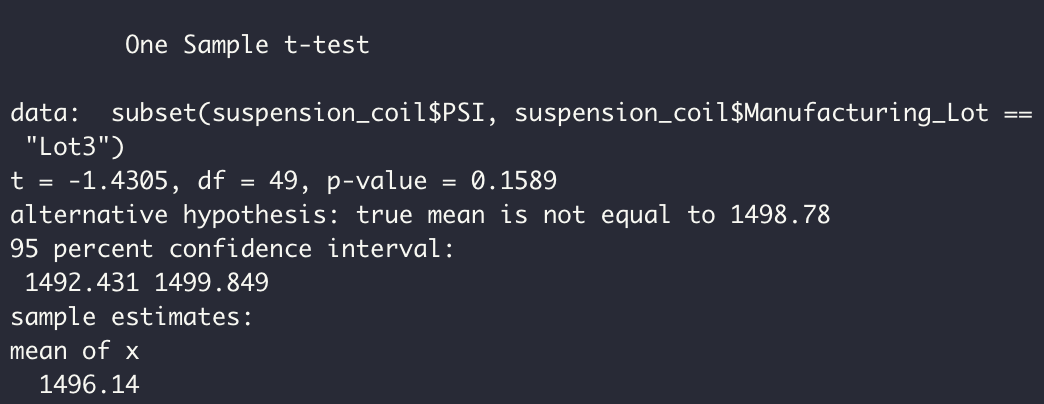 One Sample t-test
data:  subset(suspension_coil$PSI, suspension_coil$Manufacturing_Lot ==
"Lot3")
t = -1.4305, df = 49, p-value = 0.1589
alternative hypothesis: true mean is not equal to 1498.78
95 percent confidence interval:
1492.431 1499.849
sample estimates:
mean of x
1496.14